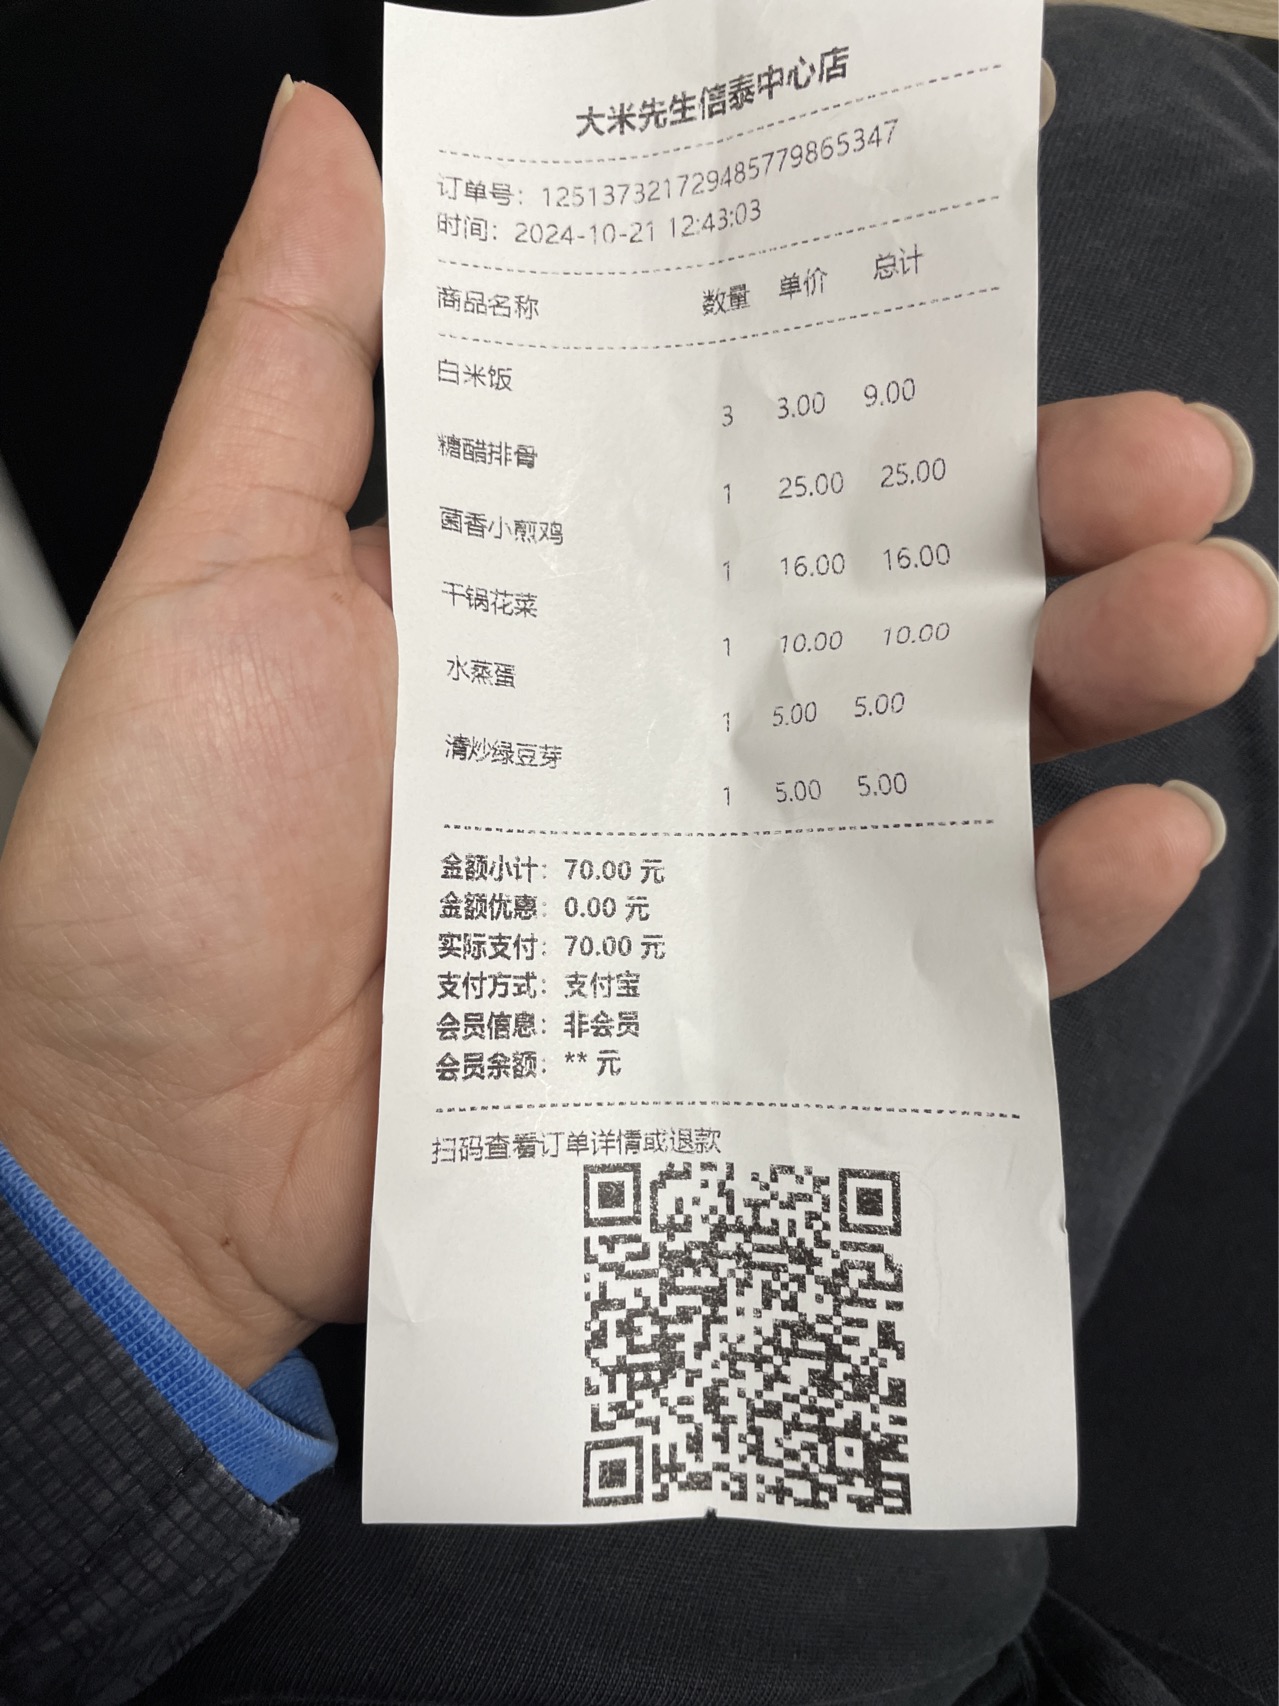 大米先生信泰中心店
订单号：1251373217294857​79865347
时间：2024-10-21 12:43:03
商品名称 数量 单价 总计
白米饭
3 3.00 9.00
糖醋排骨
1 25.00 25.00
菌香小煎鸡
1 16.00 16.00
干锅花菜
1 10.00 10.00
水蒸蛋
1 5.00 5.00
清炒绿豆芽
1 5.00 5.00
金额小计：70.00 元
金额优惠：0.00 元
实际支付：70.00 元
支付方式：支付宝
会员信息：非会员
会员余额：** 元
扫码查看订单详情或退款